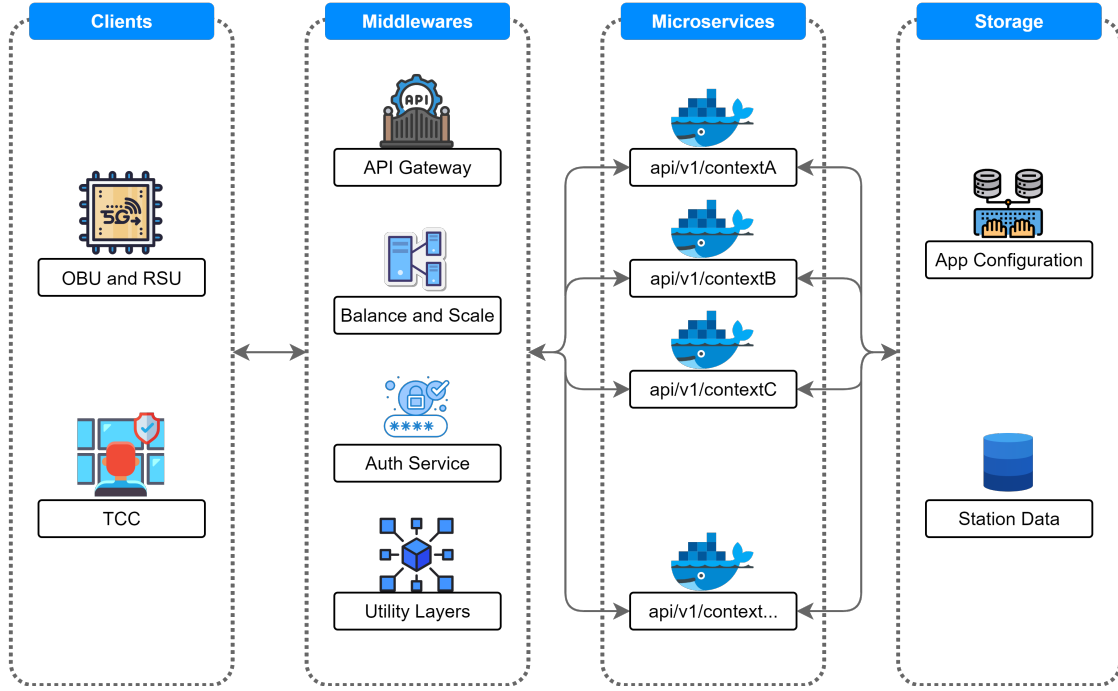 Clients
Middlewares
Microservices
Storage
API
API Gateway
api/v1/contextA
5G
OBU and RSU
App Configuration
api/v1/contextB
Balance and Scale
api/v1/contextC
****
Auth Service
TCC
Station Data
Utility Layers
api/v1/context...